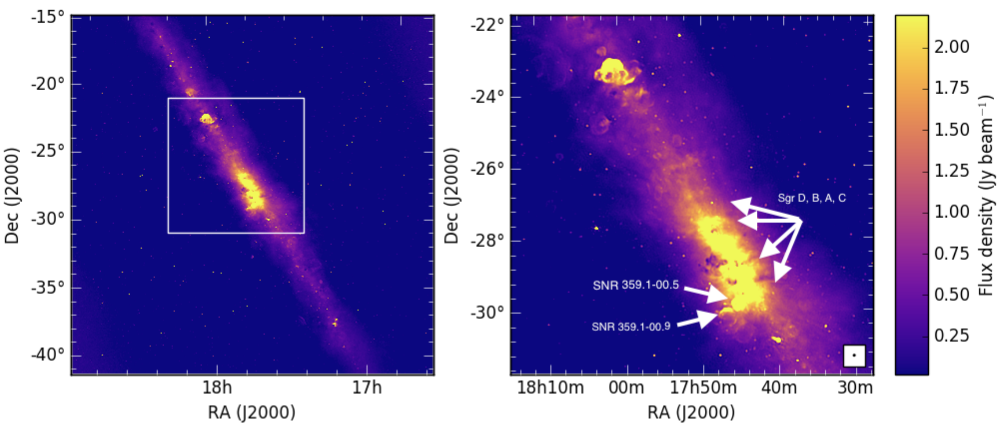 -15°
-20°
-25°
-30°
-35°
-40°
Dec (J2000)
18h
17h
RA (J2000)
-22°
-24°
-26°
-28°
-30°
Dec (J2000)
Sgr D, B, A, C
SNR 359.1-00.5
SNR 359.1-00.9
18h10m
00m
17h50m
40m
30m
RA (J2000)
2.00
1.75
1.50
1.25
1.00
0.75
0.50
0.25
Flux density (Jy beam⁻¹)